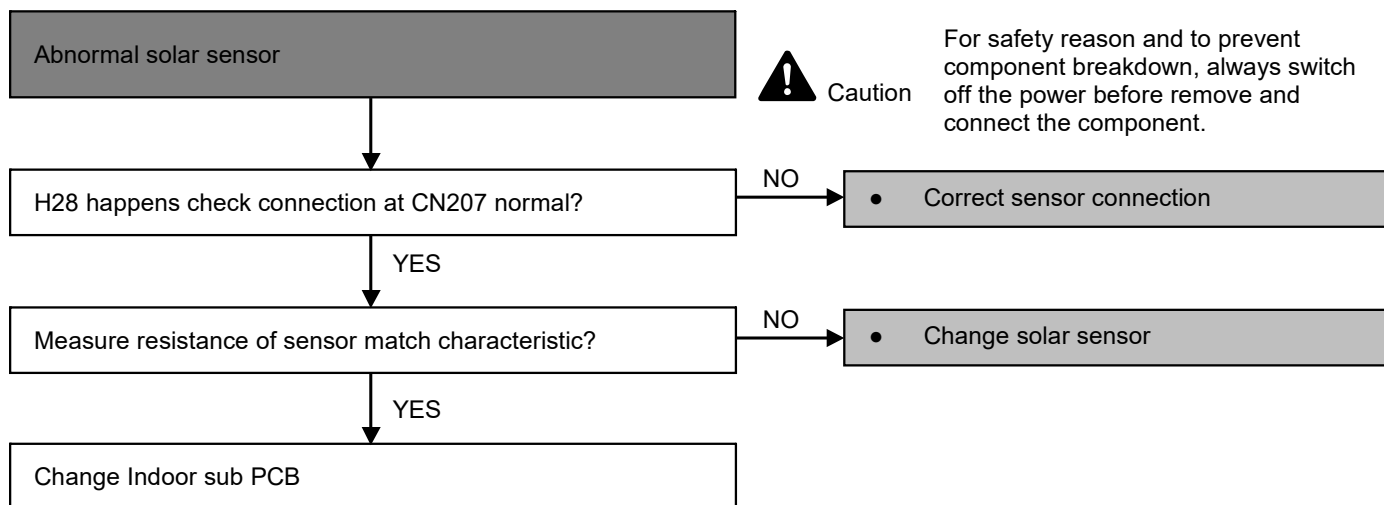 Abnormal solar sensor
Caution
For safety reason and to prevent
component breakdown, always switch
off the power before remove and
connect the component.
H28 happens check connection at CN207 normal?
NO
● Correct sensor connection
YES
Measure resistance of sensor match characteristic?
NO
● Change solar sensor
YES
Change Indoor sub PCB